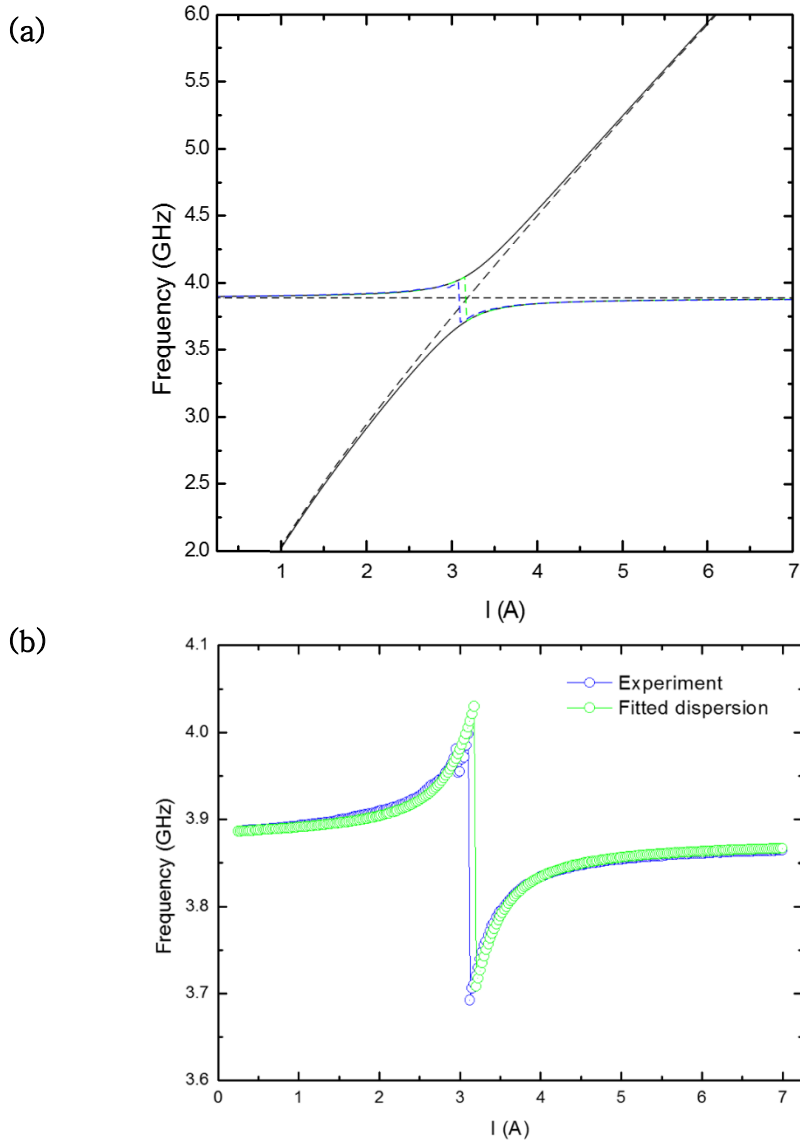 (a)
6.0
5.5
5.0
4.5
4.0
3.5
3.0
2.5
2.0
Frequency (GHz)
1 2 3 4 5 6 7
I (A)
(b)
4.1
4.0
3.9
3.8
3.7
3.6
Frequency (GHz)
Experiment
Fitted dispersion
0 1 2 3 4 5 6 7
I (A)